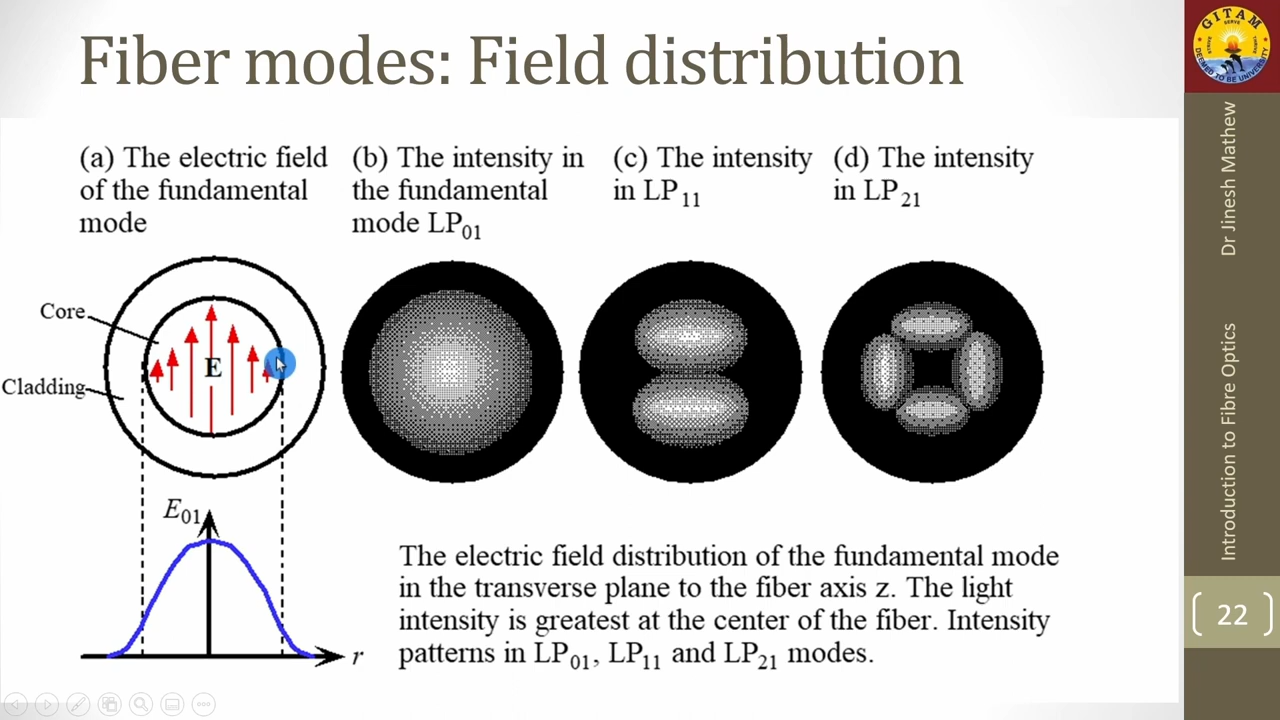 Fiber modes: Field distribution
(a) The electric field
of the fundamental
mode
(b) The intensity in
the fundamental
mode LP01
(c) The intensity
in LP11
(d) The intensity
in LP21
Core
Cladding
E
E01
r
The electric field distribution of the fundamental mode
in the transverse plane to the fiber axis z. The light
intensity is greatest at the center of the fiber. Intensity
patterns in LP01, LP11 and LP21 modes.
GITAM
DEEMED TO BE UNIVERSITY
Dr Jinesh Mathew
Introduction to Fibre Optics
22